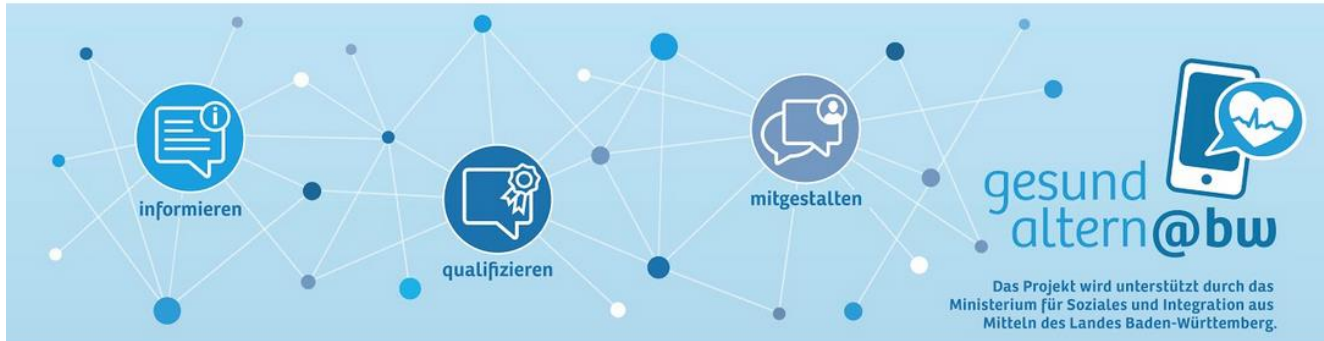 informieren
qualifizieren
mitgestalten
gesund
altern@bw
Das Projekt wird unterstützt durch das
Ministerium für Soziales und Integration aus
Mitteln des Landes Baden-Württemberg.